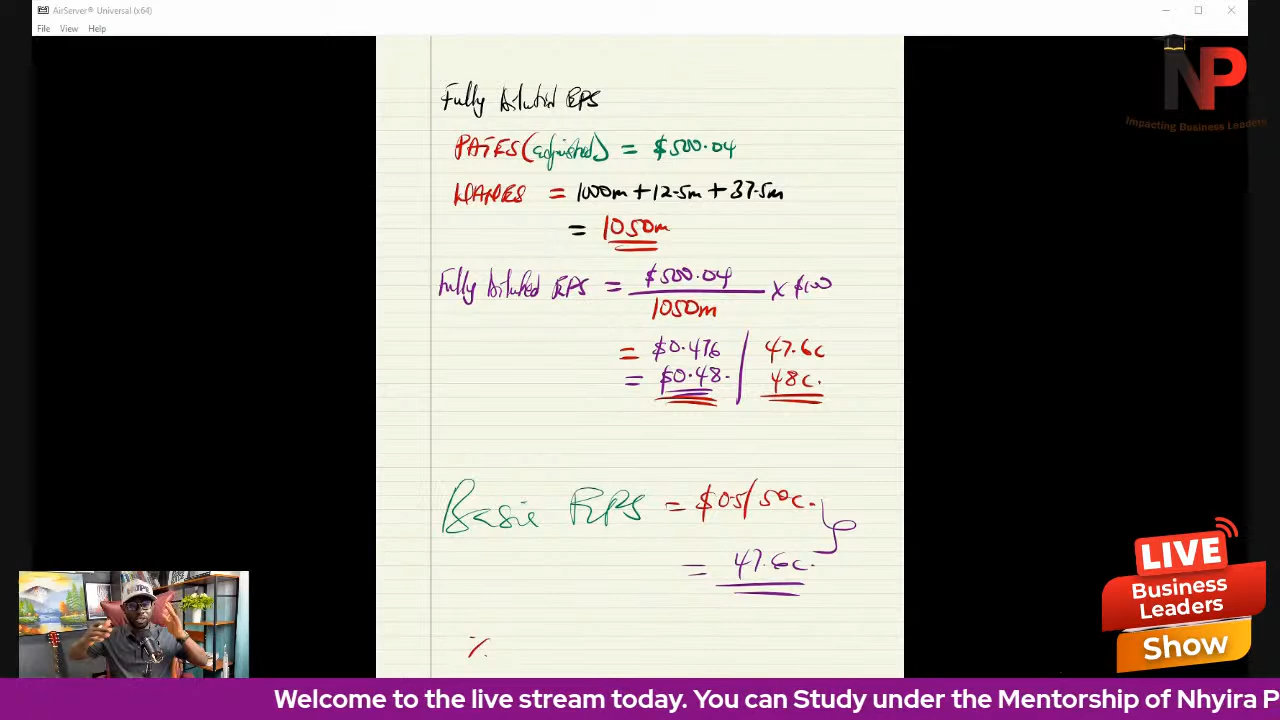 AirServer® Universal (x64)
File View Help
NP
Impacting Business Leaders
Fully Diluted EPS
PATES (adjusted) = $500.04
= 1000m + 12.5m + 37.5m
= 1050m
Fully Diluted EPS = $500.04 / 1050m x $100
= $0.476 | 47.6c
= $0.48. | 48c.
Basic EPS = $0.5/50c.
= 47.6c.
LIVE
Business
Leaders
Show
Welcome to the live stream today. You can Study under the Mentorship of Nhyira P